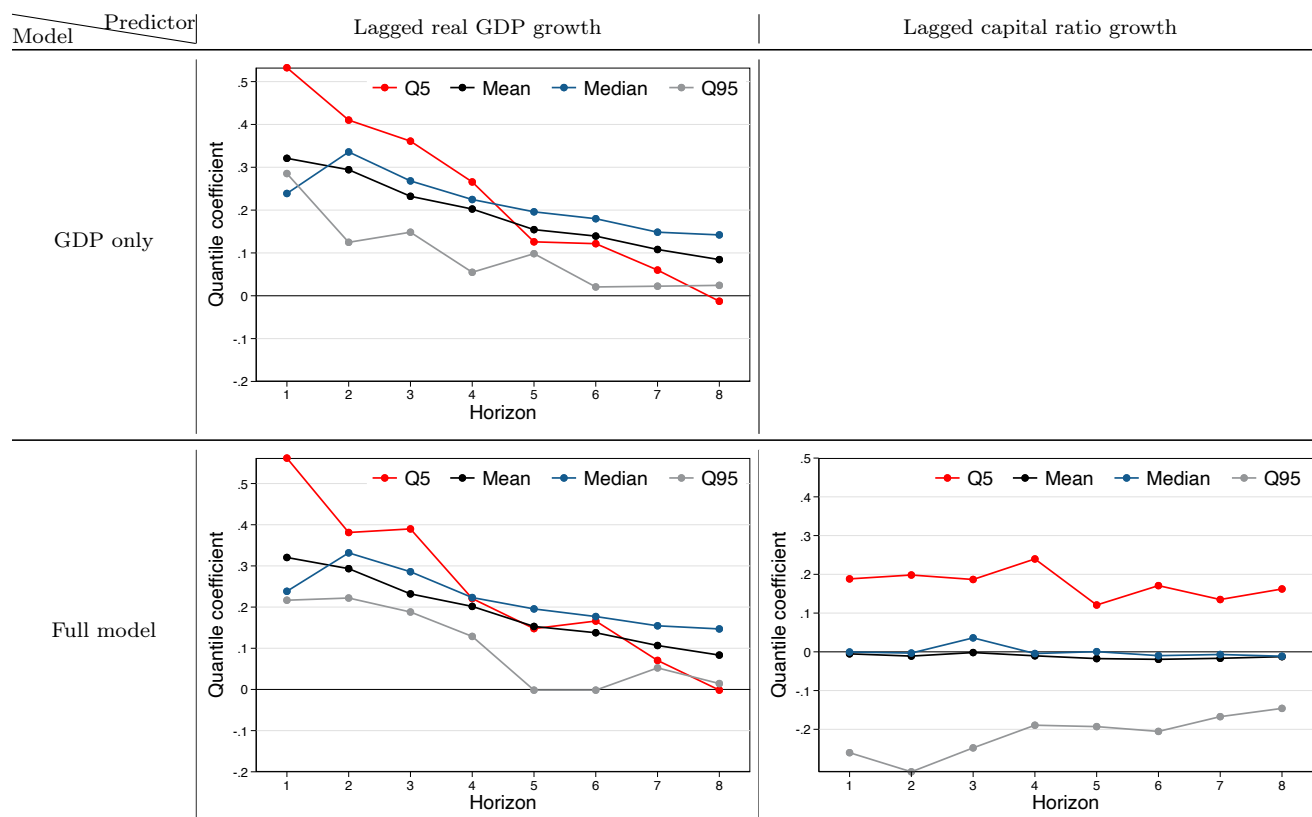 Predictor
Model
Lagged real GDP growth
Lagged capital ratio growth
GDP only
Q5 Mean Median Q95
Quantile coefficient
.5
.4
.3
.2
.1
0
-.1
-.2
1 2 3 4 5 6 7 8
Horizon
Full model
Q5 Mean Median Q95
Quantile coefficient
.5
.4
.3
.2
.1
0
-.1
-.2
1 2 3 4 5 6 7 8
Horizon
Q5 Mean Median Q95
Quantile coefficient
.5
.4
.3
.2
.1
0
-.1
-.2
1 2 3 4 5 6 7 8
Horizon